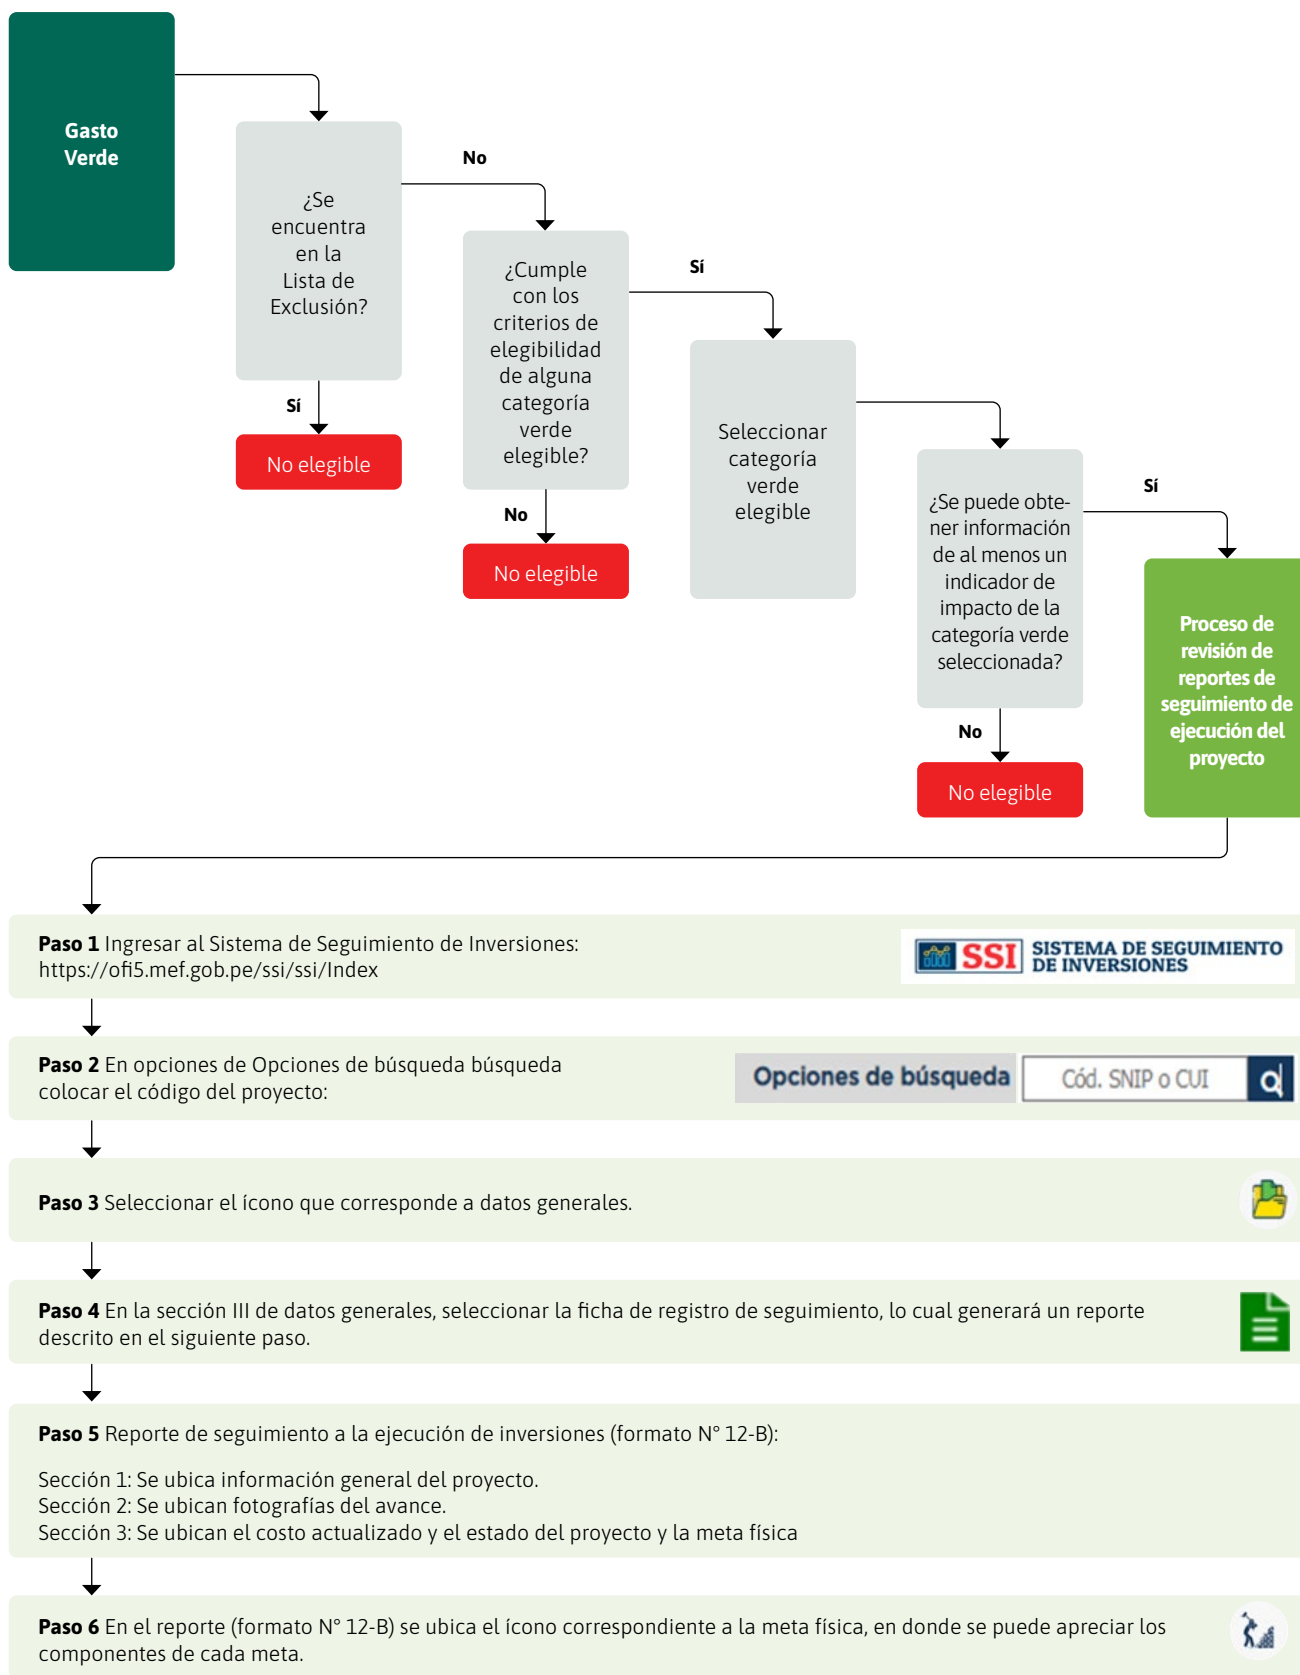 Gasto
Verde
¿Se
encuentra
en la
Lista de
Exclusión?
No
Sí
No elegible
¿Cumple
con los
criterios de
elegibilidad
de alguna
categoría
verde
elegible?
Sí
No
No elegible
Seleccionar
categoría
verde
elegible
¿Se puede obte-
ner información
de al menos un
indicador de
impacto de la
categoría verde
seleccionada?
Sí
No
No elegible
Proceso de
revisión de
reportes de
seguimiento de
ejecución del
proyecto
Paso 1 Ingresar al Sistema de Seguimiento de Inversiones:
https://ofi5.mef.gob.pe/ssi/ssi/Index
SSI SISTEMA DE SEGUIMIENTO
DE INVERSIONES
Paso 2 En opciones de Opciones de búsqueda búsqueda
colocar el código del proyecto:
Opciones de búsqueda Cód. SNIP o CUI
Paso 3 Seleccionar el ícono que corresponde a datos generales.
Paso 4 En la sección III de datos generales, seleccionar la ficha de registro de seguimiento, lo cual generará un reporte
descrito en el siguiente paso.
Paso 5 Reporte de seguimiento a la ejecución de inversiones (formato N° 12-B):
Sección 1: Se ubica información general del proyecto.
Sección 2: Se ubican fotografías del avance.
Sección 3: Se ubican el costo actualizado y el estado del proyecto y la meta física
Paso 6 En el reporte (formato N° 12-B) se ubica el ícono correspondiente a la meta física, en donde se puede apreciar los
componentes de cada meta.